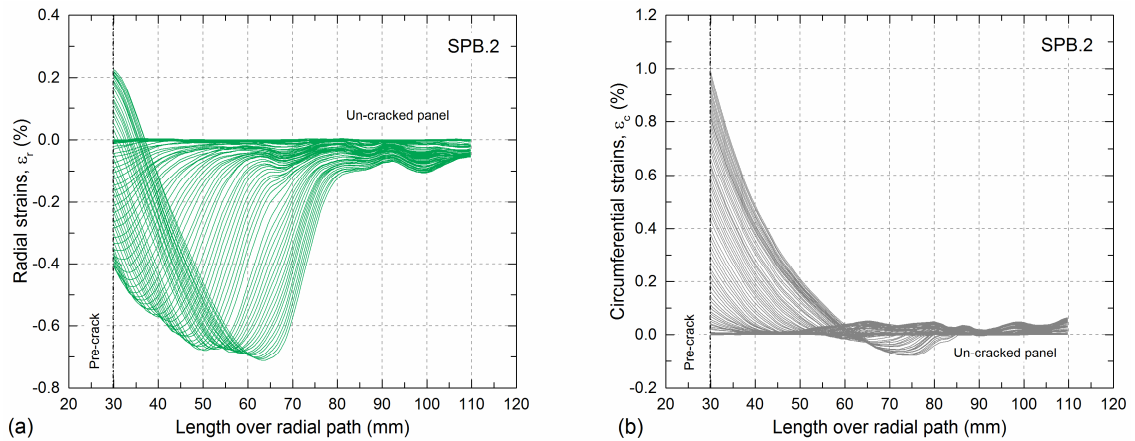 SPB.2
0.4
0.2
0.0
-0.2
-0.4
-0.6
-0.8
Radial strains, εr (%)
Un-cracked panel
Pre-crack
20 30 40 50 60 70 80 90 100 110 120
(a) Length over radial path (mm)
SPB.2
1.2
1.0
0.8
0.6
0.4
0.2
0.0
-0.2
Circumferential strains, εc (%)
Un-cracked panel
Pre-crack
20 30 40 50 60 70 80 90 100 110 120
(b) Length over radial path (mm)